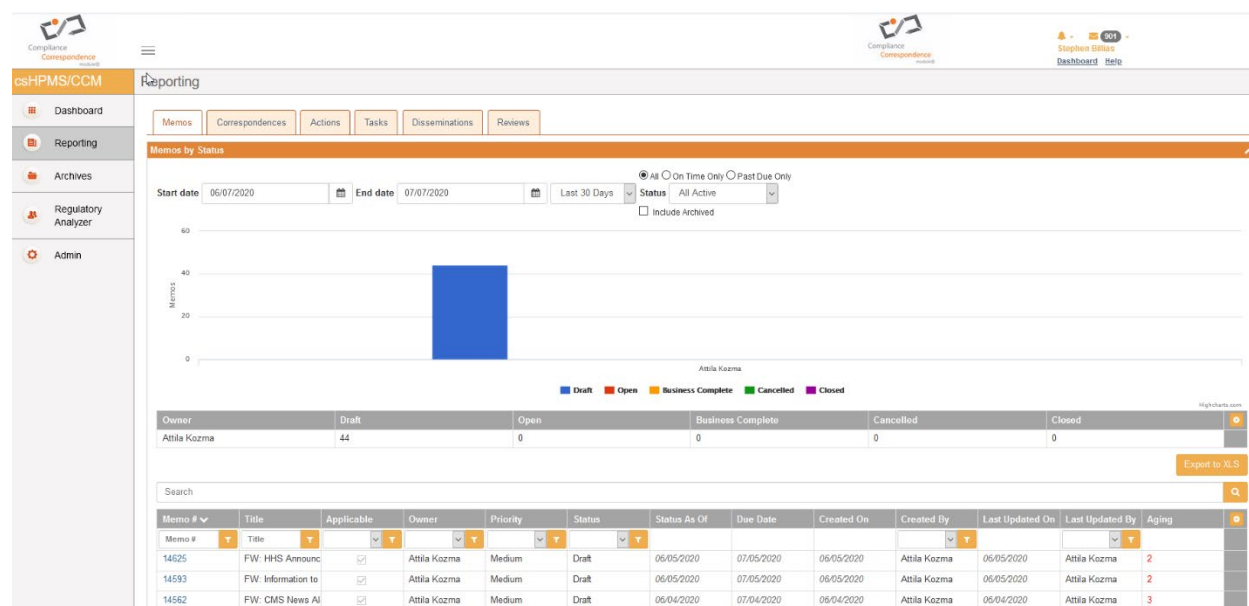 Compliance
Correspondence
Compliance
Correspondence
901
Stephen Billias
Dashboard Help
csHPMS/CCM
Reporting
Dashboard
Reporting
Archives
Regulatory
Analyzer
Admin
Memos Correspondences Actions Tasks Disseminations Reviews
Memos by Status
All On Time Only Past Due Only
Start date 06/07/2020 End date 07/07/2020 Last 30 Days Status All Active
Include Archived
60
40
20
0
Memos
Attila Kozma
Draft Open Business Complete Cancelled Closed
Highcharts.com
Owner Draft Open Business Complete Cancelled Closed
Attila Kozma 44 0 0 0 0
Export to XLS
Search
Memo # Title Applicable Owner Priority Status Status As Of Due Date Created On Created By Last Updated On Last Updated By Aging
Memo # Title
14625 FW: HHS Announc Attila Kozma Medium Draft 06/05/2020 07/05/2020 06/05/2020 Attila Kozma 06/05/2020 Attila Kozma 2
14593 FW: Information to Attila Kozma Medium Draft 06/05/2020 07/05/2020 06/05/2020 Attila Kozma 06/05/2020 Attila Kozma 2
14562 FW: CMS News Al Attila Kozma Medium Draft 06/04/2020 07/04/2020 06/04/2020 Attila Kozma 06/04/2020 Attila Kozma 3